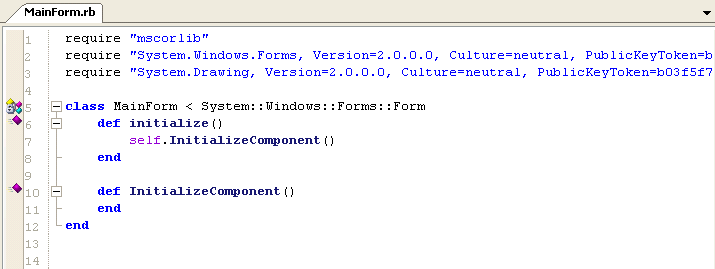 MainForm.rb
1 require "mscorlib"
2 require "System.Windows.Forms, Version=2.0.0.0, Culture=neutral, PublicKeyToken=b
3 require "System.Drawing, Version=2.0.0.0, Culture=neutral, PublicKeyToken=b03f5f7
4
5 class MainForm < System::Windows::Forms::Form
6 def initialize()
7 self.InitializeComponent()
8 end
9
10 def InitializeComponent()
11 end
12 end
13
14